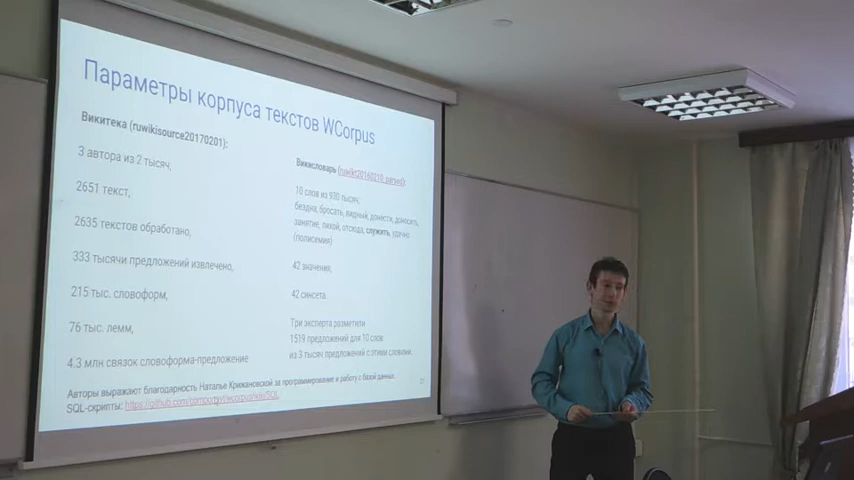 Параметры корпуса текстов WCorpus
Викитека (ruwikisource20170201):
3 автора из 2 тысяч,
2651 текст,
2635 текстов обработано,
333 тысячи предложений извлечено,
215 тыс. словоформ,
76 тыс. лемм,
4.3 млн связок словоформа-предложение
Викисловарь (ruwikt20160210_parsed):
10 слов из 930 тысяч:
бездна, бросать, видный, донести, доносить,
занятие, лихой, отсюда, служить, удачно
(полисемия)
42 значения,
42 синсета.
Три эксперта разметили
1519 предложений для 10 слов
из 3 тысяч предложений с этими словами.
Авторы выражают благодарность Наталье Крижановской за программирование и работу с базой данных.
SQL-скрипты: